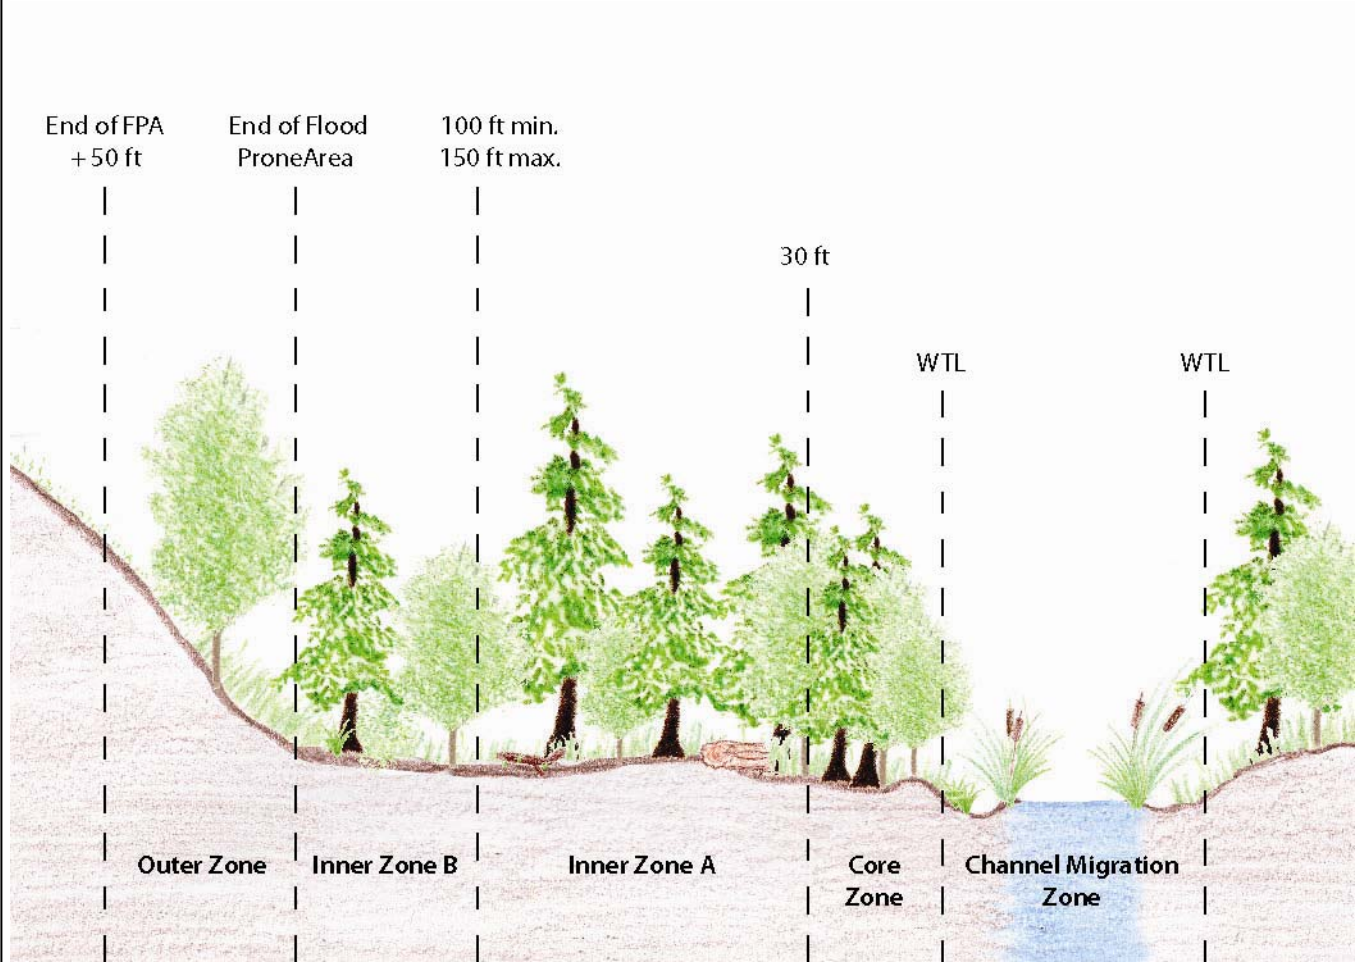 End of FPA
+50 ft
End of Flood
ProneArea
100 ft min.
150 ft max.
30 ft
WTL
WTL
Outer Zone
Inner Zone B
Inner Zone A
Core
Zone
Channel Migration
Zone